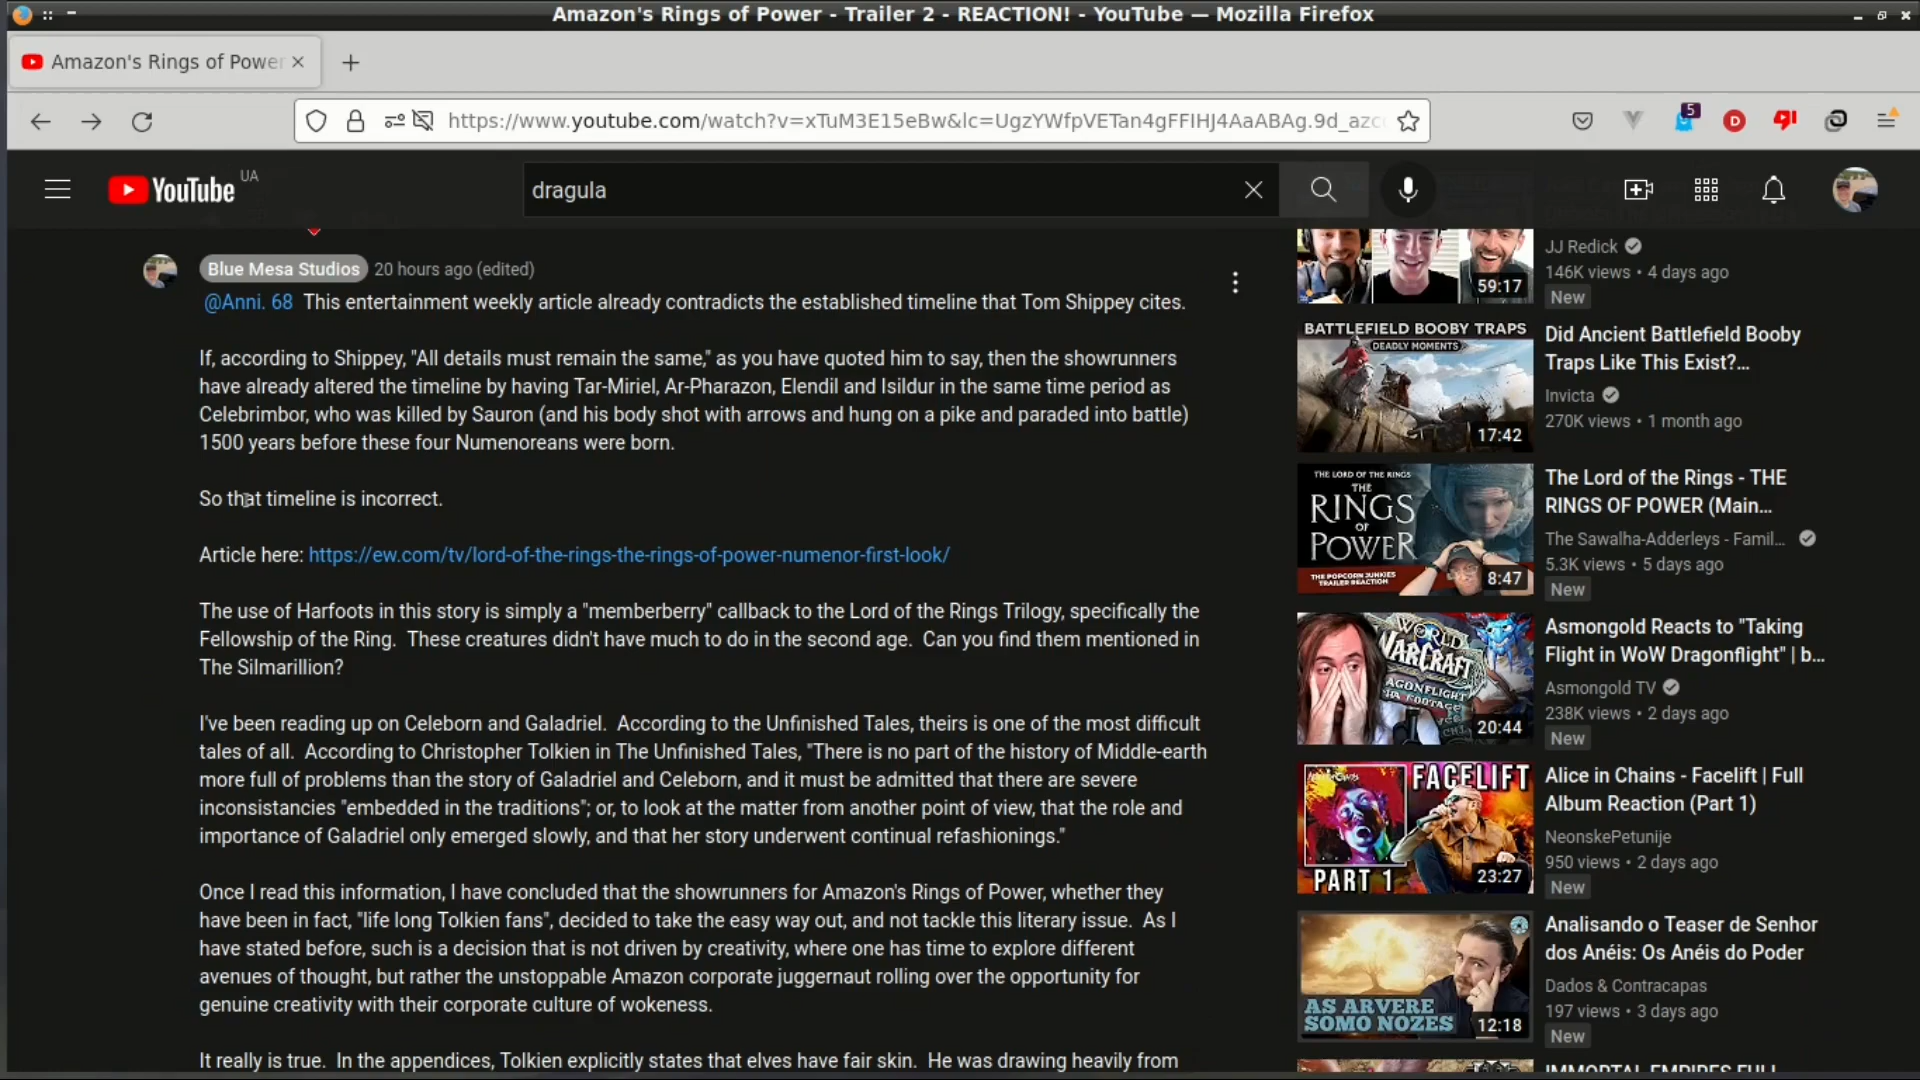 Amazon's Rings of Power - Trailer 2 - REACTION! - YouTube — Mozilla Firefox
Amazon's Rings of Power
https://www.youtube.com/watch?v=xTuM3E15eBw&lc=UgzYWfpVETan4gFFIHJ4AaABAg.9d_azc
5
YouTube UA
dragula
Blue Mesa Studios 20 hours ago (edited)
@Anni. 68 This entertainment weekly article already contradicts the established timeline that Tom Shippey cites.
If, according to Shippey, "All details must remain the same," as you have quoted him to say, then the showrunners
have already altered the timeline by having Tar-Miriel, Ar-Pharazon, Elendil and Isildur in the same time period as
Celebrimbor, who was killed by Sauron (and his body shot with arrows and hung on a pike and paraded into battle)
1500 years before these four Numenoreans were born.
So that timeline is incorrect.
Article here: https://ew.com/tv/lord-of-the-rings-the-rings-of-power-numenor-first-look/
The use of Harfoots in this story is simply a "memberberry" callback to the Lord of the Rings Trilogy, specifically the
Fellowship of the Ring. These creatures didn't have much to do in the second age. Can you find them mentioned in
The Silmarillion?
I've been reading up on Celeborn and Galadriel. According to the Unfinished Tales, theirs is one of the most difficult
tales of all. According to Christopher Tolkien in The Unfinished Tales, "There is no part of the history of Middle-earth
more full of problems than the story of Galadriel and Celeborn, and it must be admitted that there are severe
inconsistancies "embedded in the traditions"; or, to look at the matter from another point of view, that the role and
importance of Galadriel only emerged slowly, and that her story underwent continual refashionings."
Once I read this information, I have concluded that the showrunners for Amazon's Rings of Power, whether they
have been in fact, "life long Tolkien fans", decided to take the easy way out, and not tackle this literary issue. As I
have stated before, such is a decision that is not driven by creativity, where one has time to explore different
avenues of thought, but rather the unstoppable Amazon corporate juggernaut rolling over the opportunity for
genuine creativity with their corporate culture of wokeness.
It really is true. In the appendices, Tolkien explicitly states that elves have fair skin. He was drawing heavily from
59:17
JJ Redick
146K views • 4 days ago
New
BATTLEFIELD BOOBY TRAPS
DEADLY MOMENTS
17:42
Did Ancient Battlefield Booby
Traps Like This Exist?...
Invicta
270K views • 1 month ago
THE LORD OF THE RINGS
THE
RINGS
OF
POWER
THE POPCORN JUNKIES
TRAILER REACTION
8:47
The Lord of the Rings - THE
RINGS OF POWER (Main...
The Sawalha-Adderleys - Famil...
5.3K views • 5 days ago
New
WORLD
WARCRAFT
20:44
Asmongold Reacts to "Taking
Flight in WoW Dragonflight" | b...
Asmongold TV
238K views • 2 days ago
New
FACELIFT
PART 1
23:27
Alice in Chains - Facelift | Full
Album Reaction (Part 1)
NeonskePetunije
950 views • 2 days ago
New
AS ARVERE
SOMO NOZES
12:18
Analisando o Teaser de Senhor
dos Anéis: Os Anéis do Poder
Dados & Contracapas
197 views • 3 days ago
New
IMMORTAL EMPIRES FULL